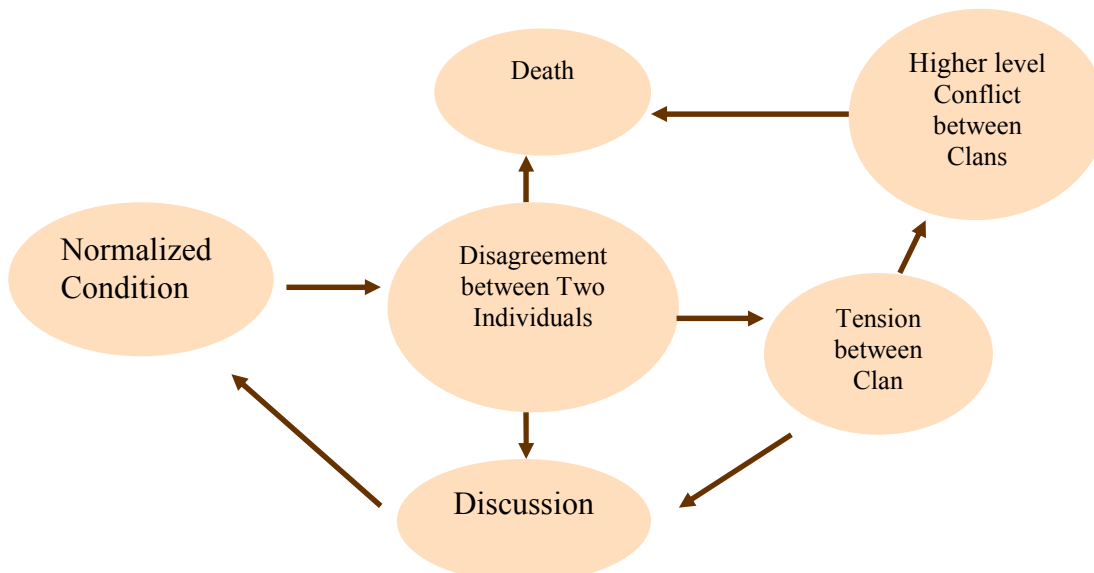 Death
Higher level
Conflict
between
Clans
Normalized
Condition
Disagreement
between Two
Individuals
Tension
between
Clan
Discussion